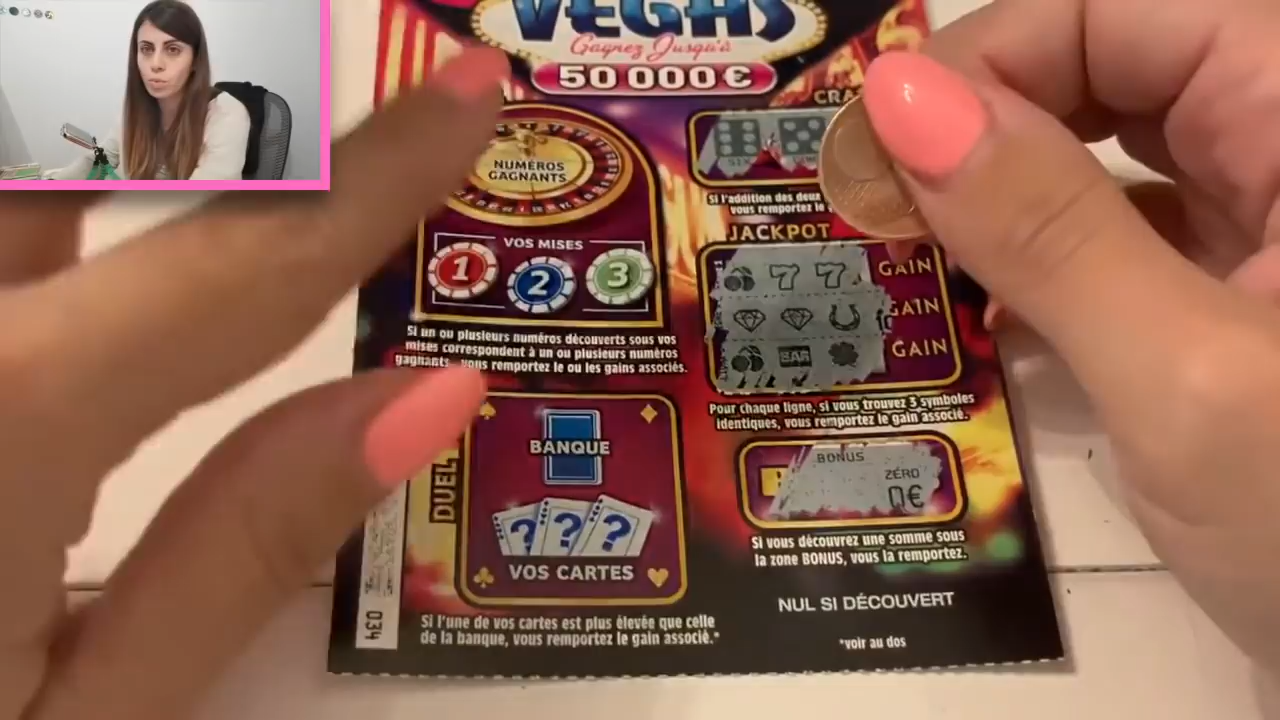 VEGAS
Gagnez Jusqu'à
50 000 €
NUMÉROS
GAGNANTS
VOS MISES
1 2 3
Si un ou plusieurs numéros découverts sous vos
mises correspondent à un ou plusieurs numéros
gagnants, vous remportez le ou les gains associés.
DUEL
BANQUE
? ? ?
VOS CARTES
Si l'une de vos cartes est plus élevée que celle
de la banque, vous remportez le gain associé.*
034
SIX
Si l'addition des deux
vous remportez le
JACKPOT
7 7 GAIN
GAIN
BAR GAIN
Pour chaque ligne, si vous trouvez 3 symboles
identiques, vous remportez le gain associé.
BONUS
ZÉRO
0€
Si vous découvrez une somme sous
la zone BONUS, vous la remportez.
NUL SI DÉCOUVERT
*voir au dos